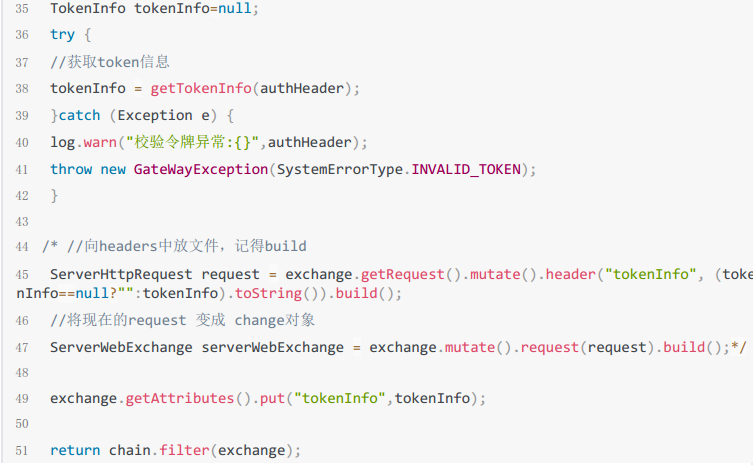 35 TokenInfo tokenInfo=null;
36 try {
37 //获取token信息
38 tokenInfo = getTokenInfo(authHeader);
39 }catch (Exception e) {
40 log.warn("校验令牌异常:{}",authHeader);
41 throw new GateWayException(SystemErrorType.INVALID_TOKEN);
42 }
43
44 /* //向headers中放文件，记得build
45 ServerHttpRequest request = exchange.getRequest().mutate().header("tokenInfo", (toke
nInfo==null?"":tokenInfo).toString()).build();
46 //将现在的request 变成 change对象
47 ServerWebExchange serverWebExchange = exchange.mutate().request(request).build();*/
48
49 exchange.getAttributes().put("tokenInfo",tokenInfo);
50
51 return chain.filter(exchange);